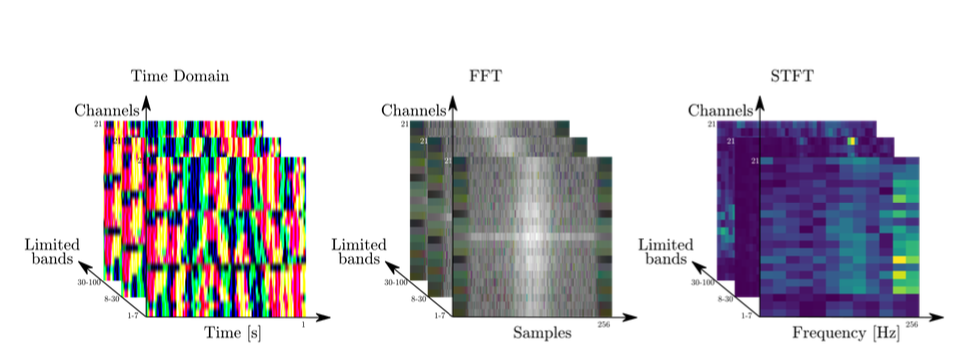 Time Domain
Channels
21
21
21
Limited
bands
30-100
8-30
1-7
Time [s]
1
FFT
Channels
21
21
21
Limited
bands
30-100
8-30
1-7
Samples
256
STFT
Channels
21
21
21
Limited
bands
30-100
8-30
1-7
Frequency [Hz]
256